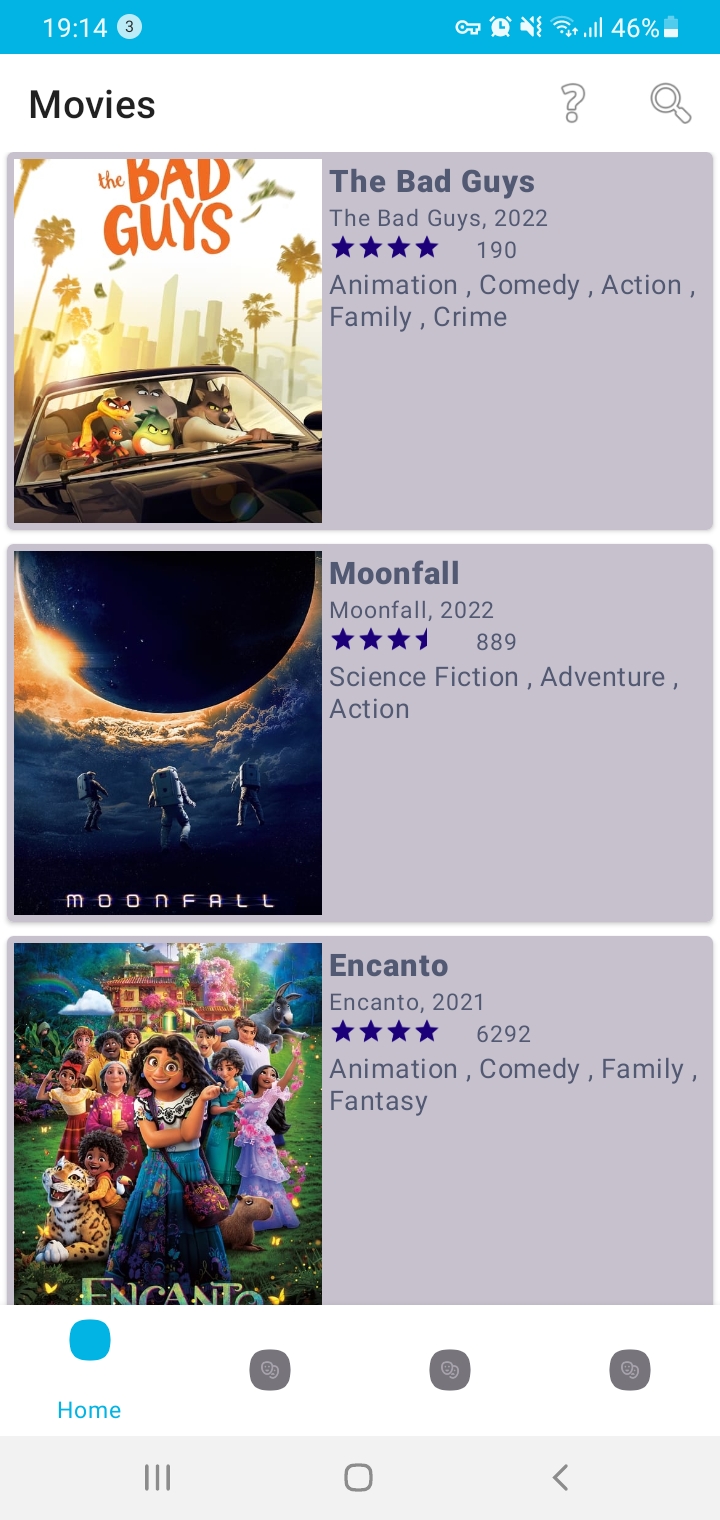 19:14 3 46%
Movies
the BAD
GUYS
The Bad Guys
The Bad Guys, 2022
190
Animation , Comedy , Action ,
Family , Crime
MOONFALL
Moonfall
Moonfall, 2022
889
Science Fiction , Adventure ,
Action
ENCANTO
Encanto
Encanto, 2021
6292
Animation , Comedy , Family ,
Fantasy
Home